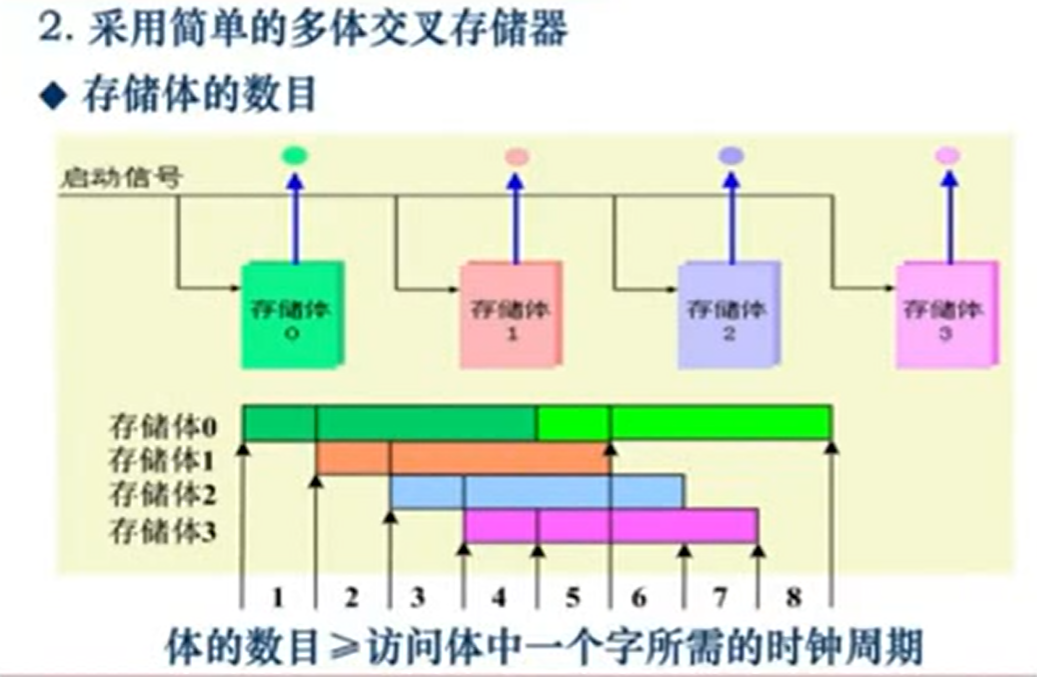 2. 采用简单的多体交叉存储器
◆ 存储体的数目
启动信号
存储体
0
存储体
1
存储体
2
存储体
3
存储体0
存储体1
存储体2
存储体3
1 2 3 4 5 6 7 8
体的数目≥访问体中一个字所需的时钟周期